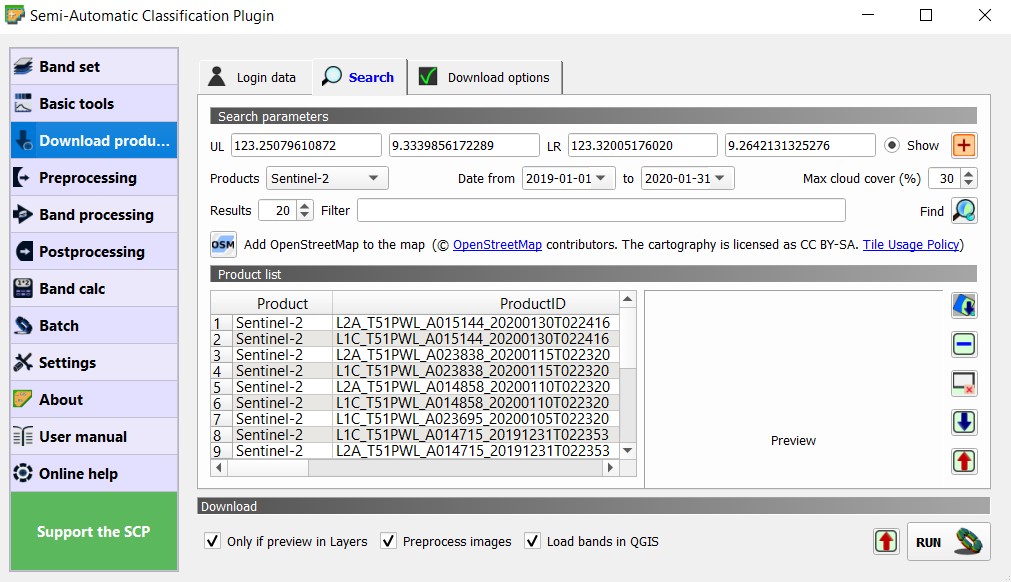 Semi-Automatic Classification Plugin
Band set
Basic tools
Download produ...
Preprocessing
Band processing
Postprocessing
Band calc
Batch
Settings
About
User manual
Online help
Support the SCP
Login data Search Download options
Search parameters
UL 123.25079610872 9.3339856172289 LR 123.32005176020 9.2642131325276 Show
Products Sentinel-2 Date from 2019-01-01 to 2020-01-31 Max cloud cover (%) 30
Results 20 Filter Find
OSM Add OpenStreetMap to the map (© OpenStreetMap contributors. The cartography is licensed as CC BY-SA. Tile Usage Policy)
Product list
Product ProductID
1 Sentinel-2 L2A_T51PWL_A015144_20200130T022416
2 Sentinel-2 L1C_T51PWL_A015144_20200130T022416
3 Sentinel-2 L2A_T51PWL_A023838_20200115T022320
4 Sentinel-2 L1C_T51PWL_A023838_20200115T022320
5 Sentinel-2 L2A_T51PWL_A014858_20200110T022320
6 Sentinel-2 L1C_T51PWL_A014858_20200110T022320
7 Sentinel-2 L1C_T51PWL_A023695_20200105T022320
8 Sentinel-2 L1C_T51PWL_A014715_20191231T022353
9 Sentinel-2 L2A_T51PWL_A014715_20191231T022353
Preview
Download
Only if preview in Layers Preprocess images Load bands in QGIS RUN